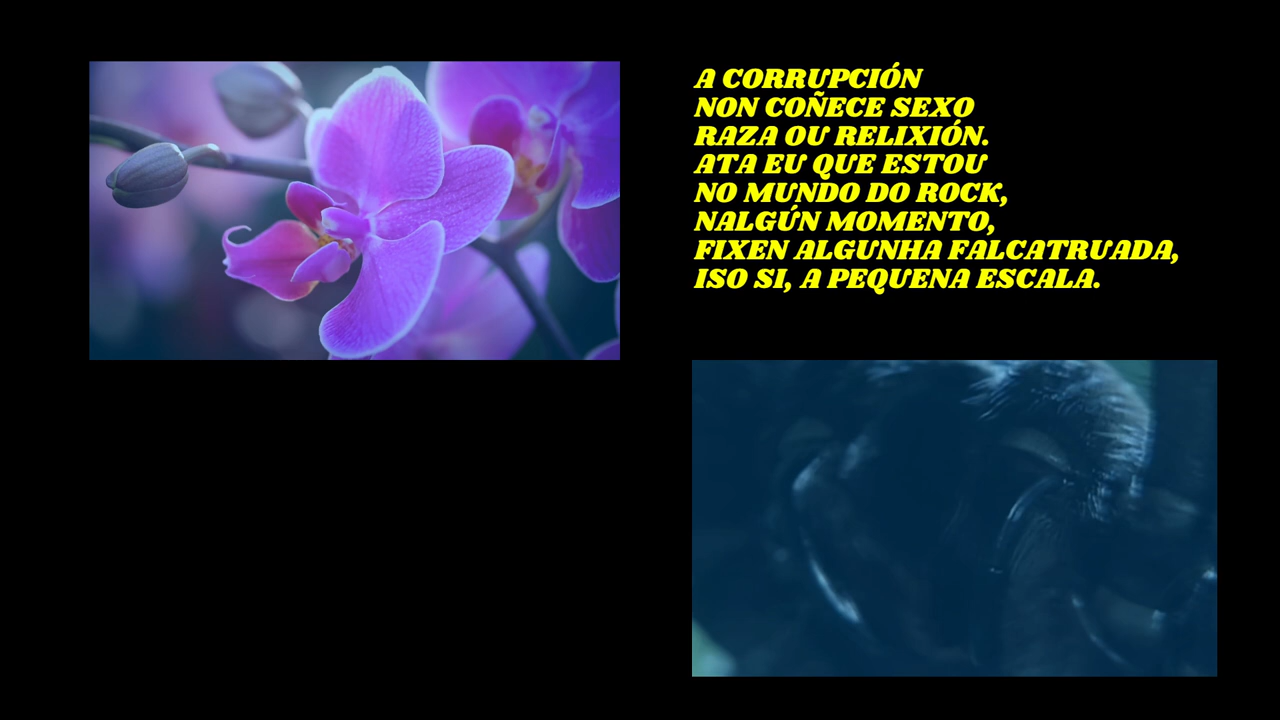 A CORRUPCIÓN
NON COÑECE SEXO
RAZA OU RELIXIÓN.
ATA EU QUE ESTOU
NO MUNDO DO ROCK,
NALGÚN MOMENTO,
FIXEN ALGUNHA FALCATRUADA,
ISO SI, A PEQUENA ESCALA.